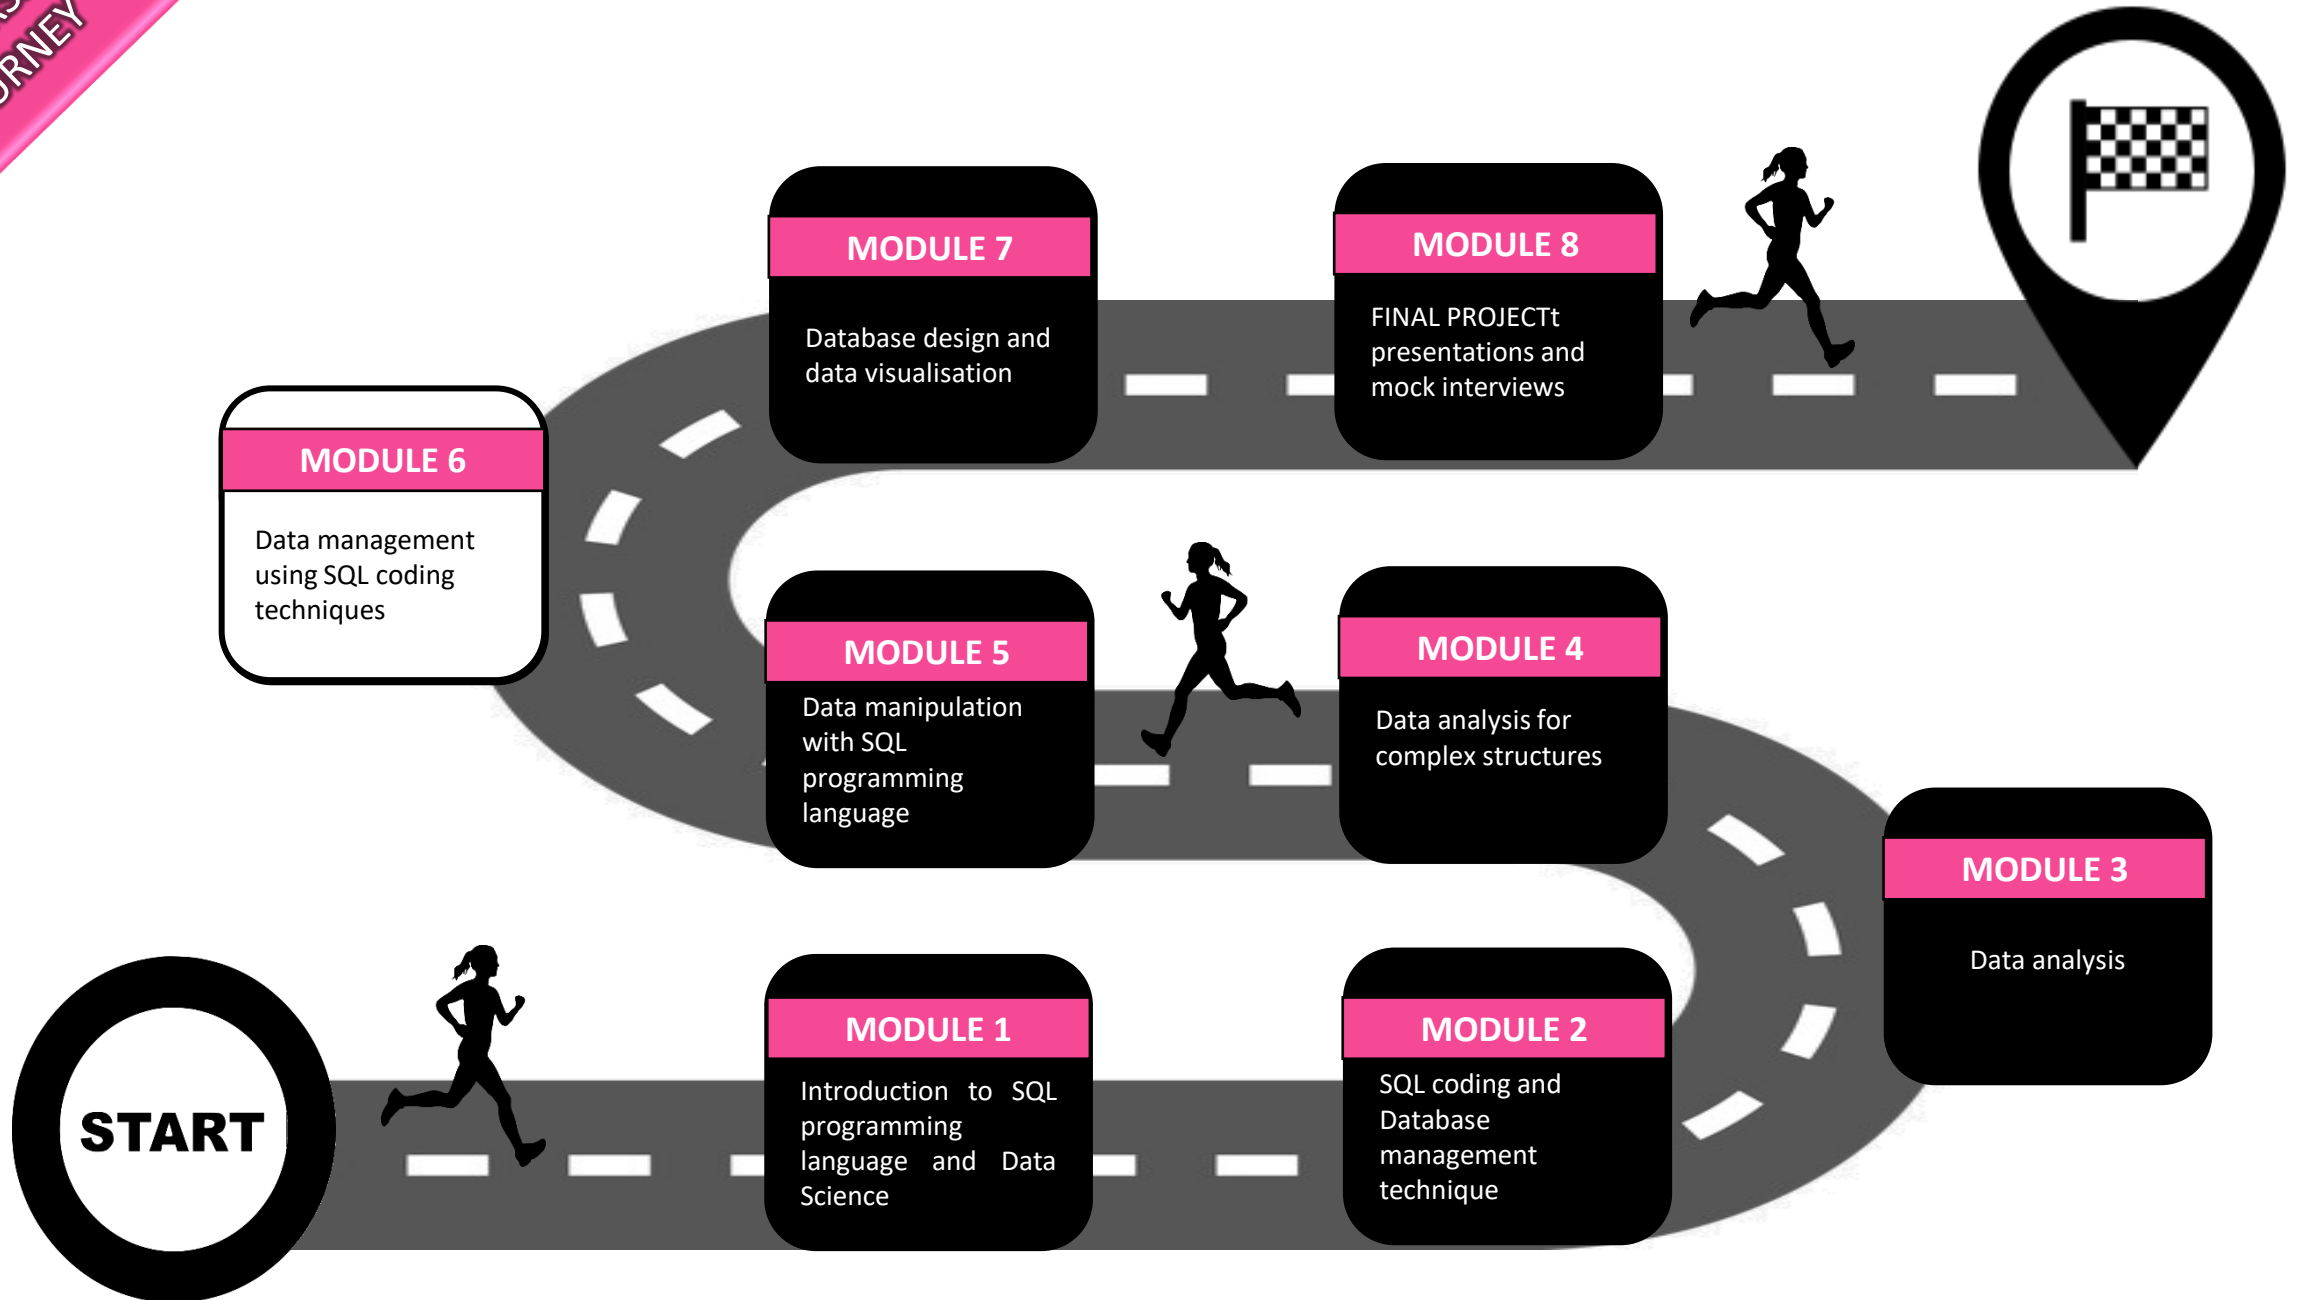 MODULE 7
Database design and
data visualisation
MODULE 8
FINAL PROJECTt
presentations and
mock interviews
MODULE 6
Data management
using SQL coding
techniques
MODULE 5
Data manipulation
with SQL
programming
language
MODULE 4
Data analysis for
complex structures
MODULE 3
Data analysis
START
MODULE 1
Introduction to SQL
programming
language and Data
Science
MODULE 2
SQL coding and
Database
management
technique